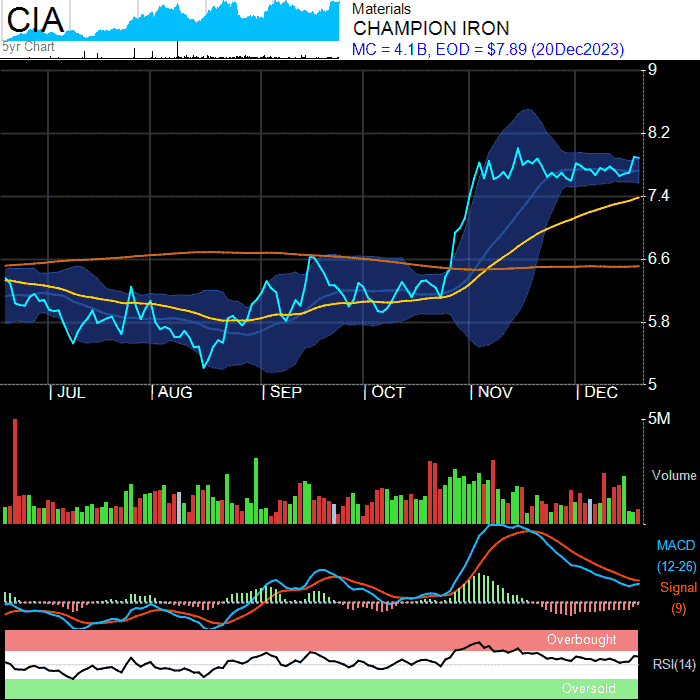 CIA
5yr Chart
Materials
CHAMPION IRON
MC = 4.1B, EOD = $7.89 (20Dec2023)
9
8.2
7.4
6.6
5.8
5
| JUL | AUG | SEP | OCT | NOV | DEC
5M
Volume
MACD
(12-26)
Signal
(9)
Overbought
RSI(14)
Oversold